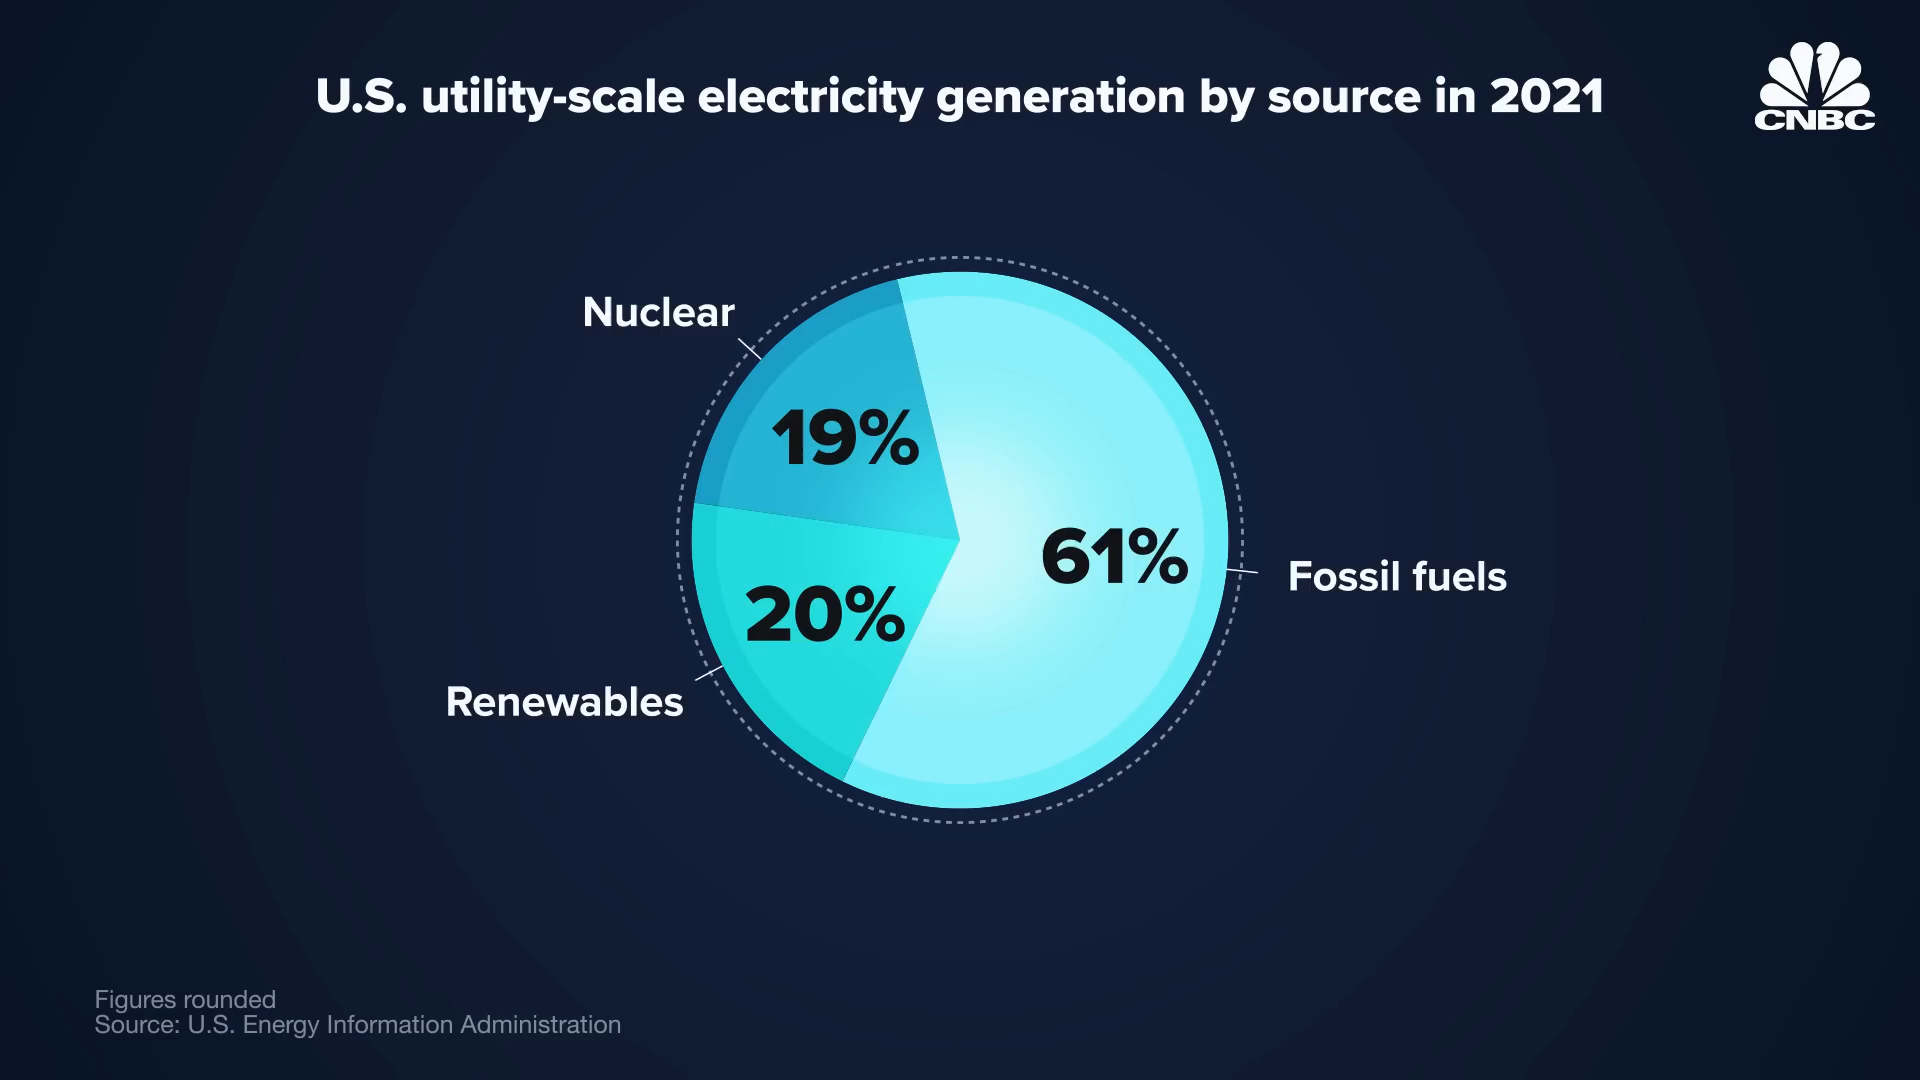 U.S. utility-scale electricity generation by source in 2021
CNBC
Nuclear
19%
61%
Fossil fuels
20%
Renewables
Figures rounded
Source: U.S. Energy Information Administration